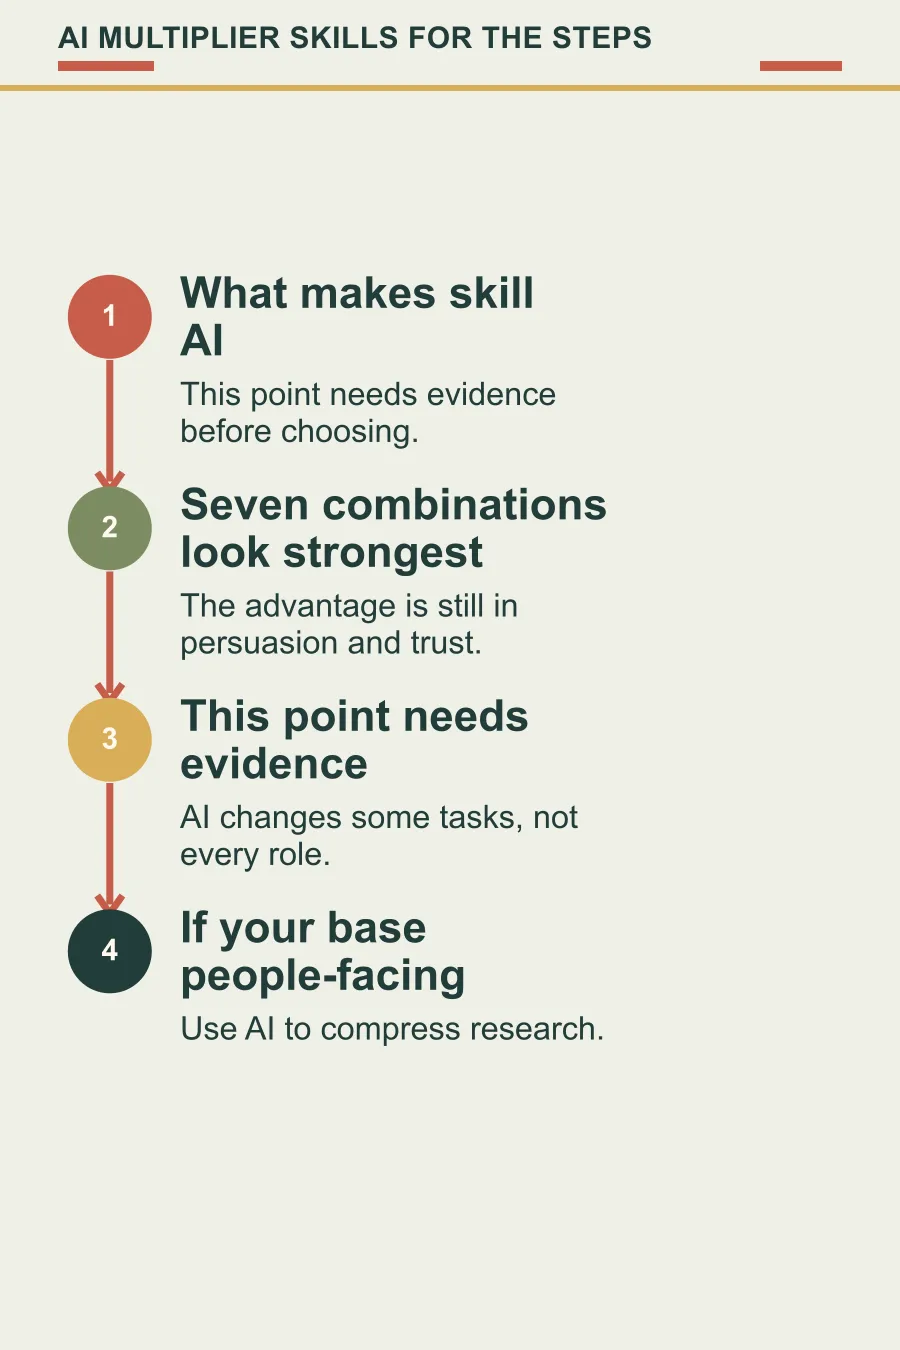 AI MULTIPLIER SKILLS FOR THE STEPS
1
What makes skill
AI
This point needs evidence
before choosing.
2
Seven combinations
look strongest
The advantage is still in
persuasion and trust.
3
This point needs
evidence
AI changes some tasks, not
every role.
4
If your base
people-facing
Use AI to compress research.